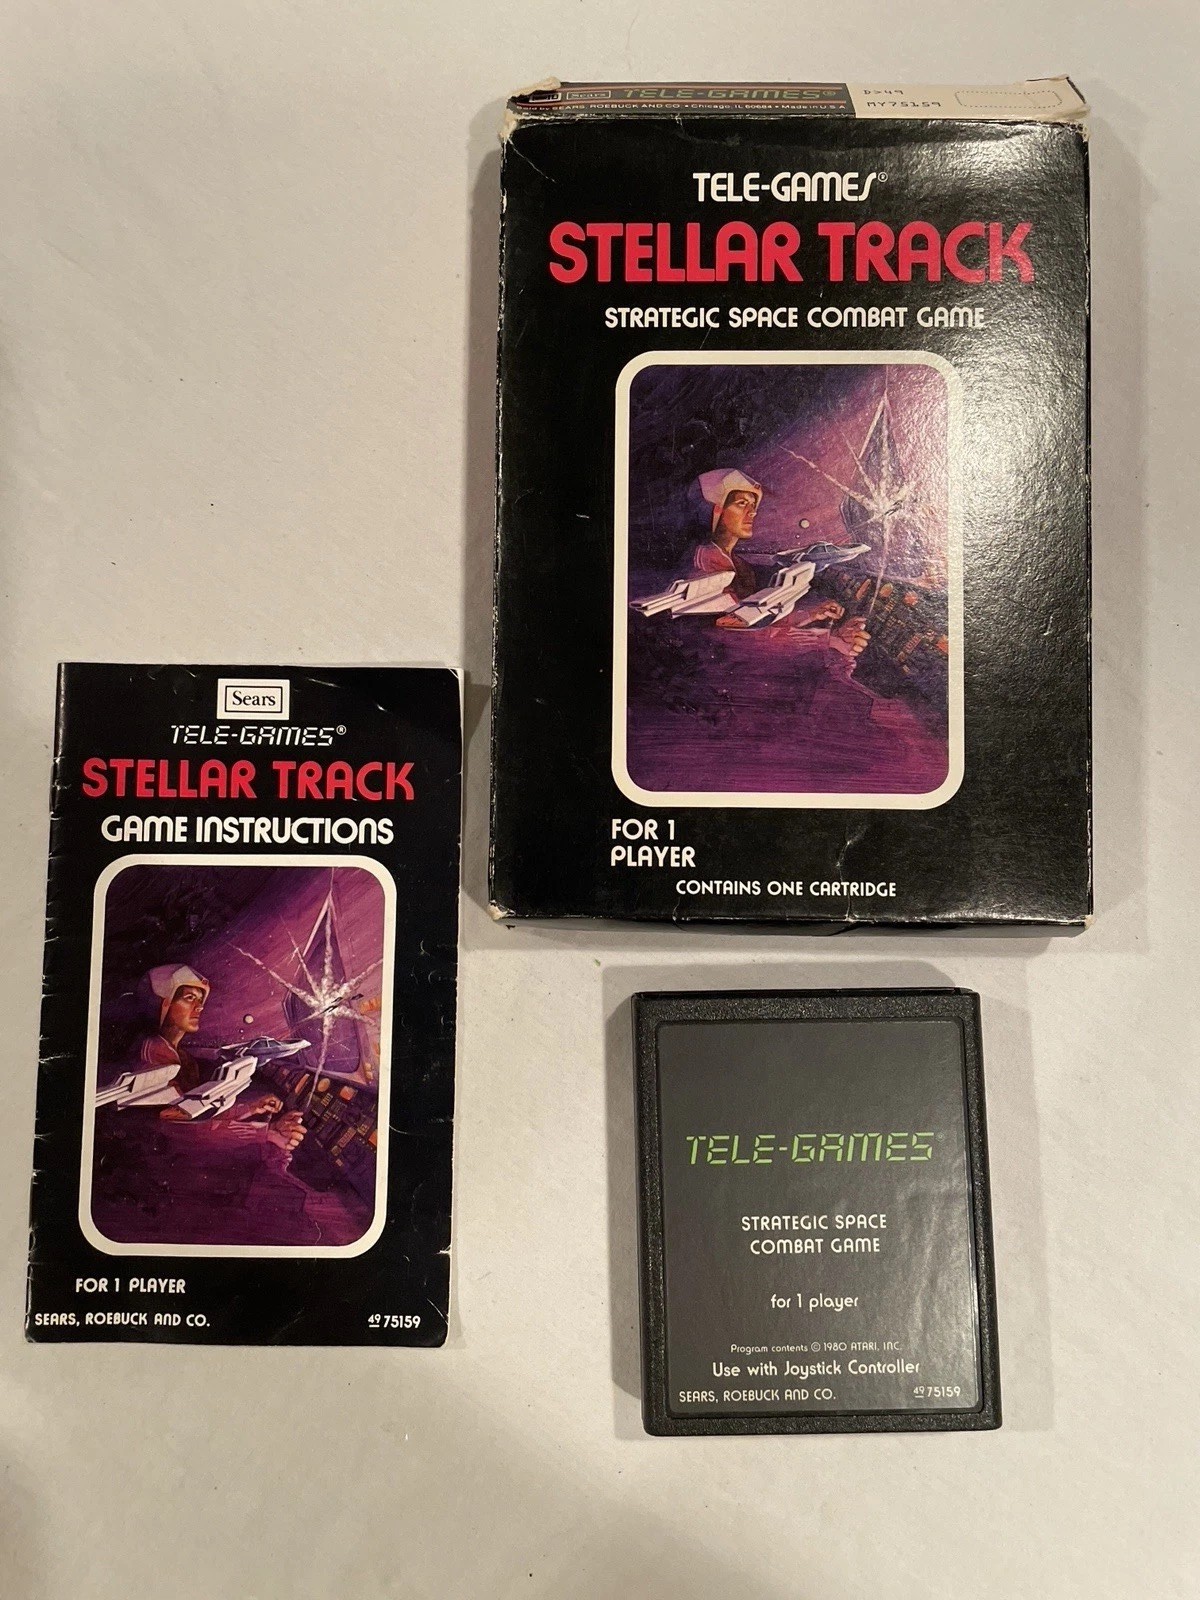 Sears TELE-GAMES®
Sold by SEARS, ROEBUCK AND CO. • Chicago, IL 60684 • Made in U.S.A.
D>49
MY75159
TELE-GAMES®
STELLAR TRACK
STRATEGIC SPACE COMBAT GAME
FOR 1
PLAYER
CONTAINS ONE CARTRIDGE
Sears
TELE-GAMES®
STELLAR TRACK
GAME INSTRUCTIONS
FOR 1 PLAYER
SEARS, ROEBUCK AND CO. 49 75159
TELE-GAMES®
STRATEGIC SPACE
COMBAT GAME
for 1 player
Program contents © 1980 ATARI, INC.
Use with Joystick Controller
SEARS, ROEBUCK AND CO. 49 75159